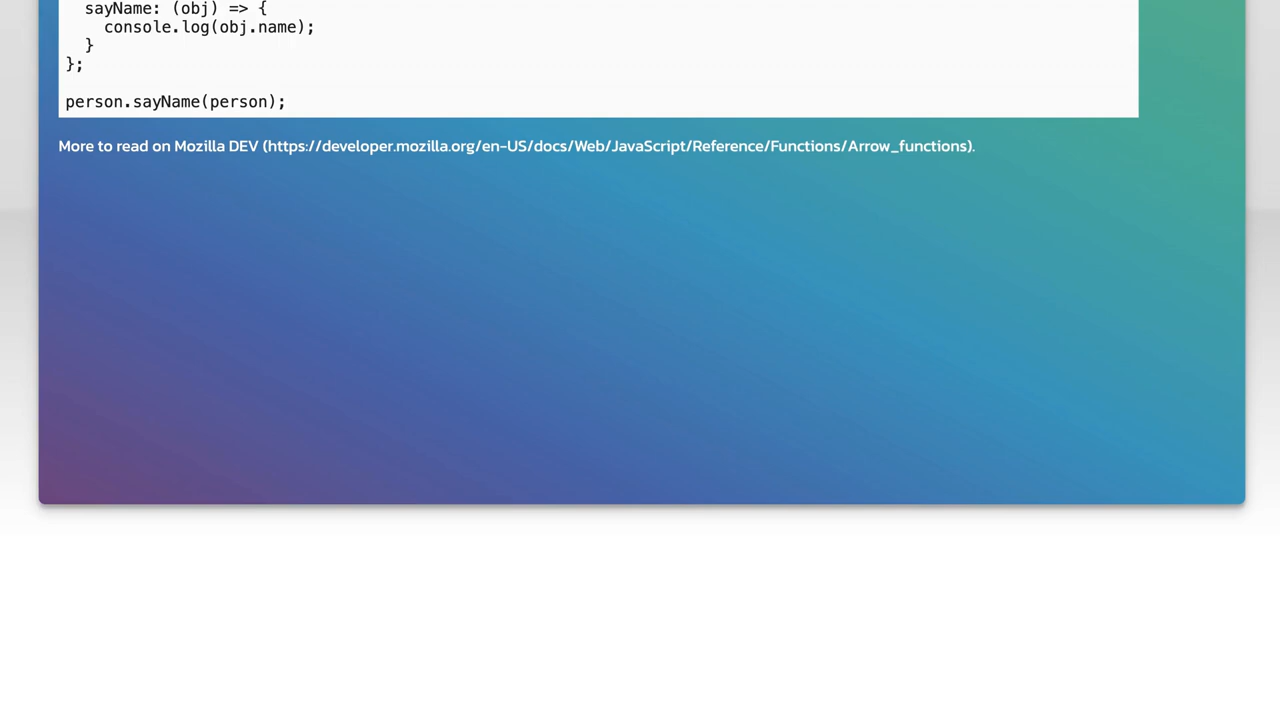 sayName: (obj) => {
console.log(obj.name);
}
};
person.sayName(person);
More to read on Mozilla DEV (https://developer.mozilla.org/en-US/docs/Web/JavaScript/Reference/Functions/Arrow_functions).